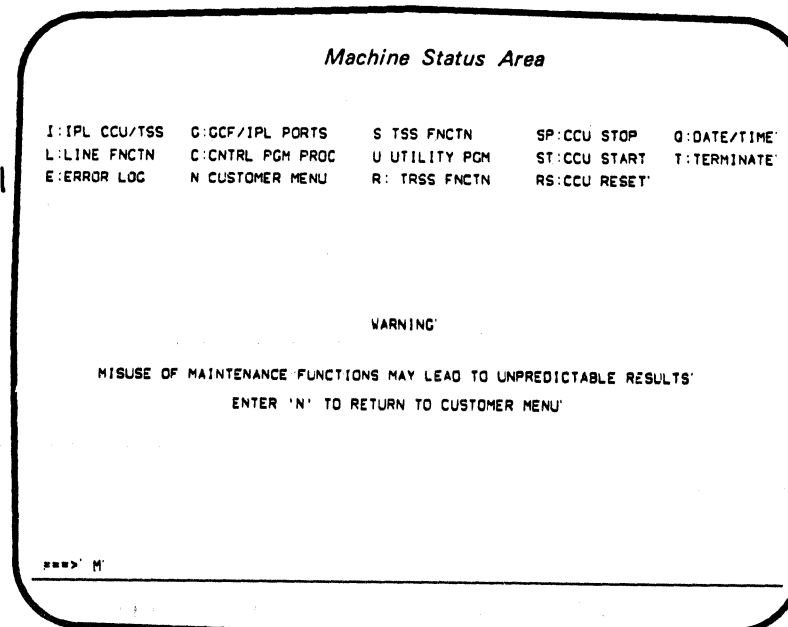 Machine Status Area
I:IPL CCU/TSS G:GCF/IPL PORTS S TSS FNCTN SP:CCU STOP Q:DATE/TIME'
L:LINE FNCTN C:CNTRL PGM PROC U UTILITY PGM ST:CCU START T:TERMINATE'
E:ERROR LOG N CUSTOMER MENU R: TRSS FNCTN RS:CCU RESET'
WARNING'
MISUSE OF MAINTENANCE FUNCTIONS MAY LEAD TO UNPREDICTABLE RESULTS'
ENTER 'N' TO RETURN TO CUSTOMER MENU'
===>' M'